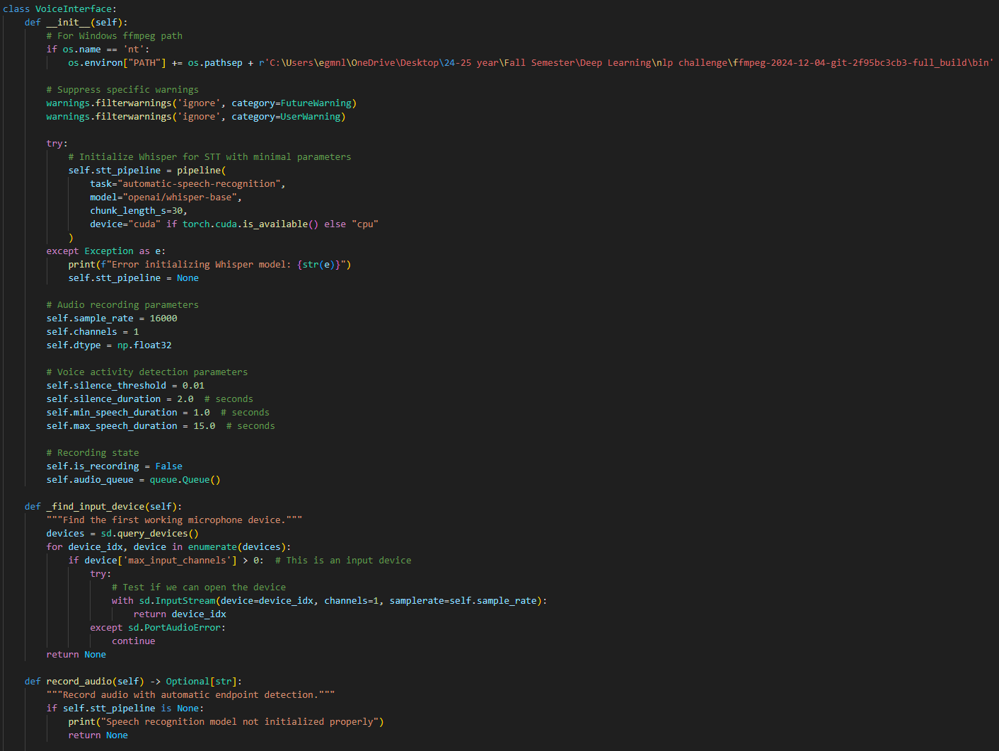 class VoiceInterface:
    def __init__(self):
        # For Windows ffmpeg path
        if os.name == 'nt':
            os.environ["PATH"] += os.pathsep + r'C:\Users\egmnl\OneDrive\Desktop\24-25 year\Fall Semester\Deep Learning\nlp challenge\ffmpeg-2024-12-04-git-2f95bc3cb3-full_build\bin'

        # Suppress specific warnings
        warnings.filterwarnings('ignore', category=FutureWarning)
        warnings.filterwarnings('ignore', category=UserWarning)

        try:
            # Initialize Whisper for STT with minimal parameters
            self.stt_pipeline = pipeline(
                task="automatic-speech-recognition",
                model="openai/whisper-base",
                chunk_length_s=30,
                device="cuda" if torch.cuda.is_available() else "cpu"
            )
        except Exception as e:
            print(f"Error initializing Whisper model: {str(e)}")
            self.stt_pipeline = None

        # Audio recording parameters
        self.sample_rate = 16000
        self.channels = 1
        self.dtype = np.float32

        # Voice activity detection parameters
        self.silence_threshold = 0.01
        self.silence_duration = 2.0  # seconds
        self.min_speech_duration = 1.0  # seconds
        self.max_speech_duration = 15.0  # seconds

        # Recording state
        self.is_recording = False
        self.audio_queue = queue.Queue()

    def _find_input_device(self):
        """Find the first working microphone device."""
        devices = sd.query_devices()
        for device_idx, device in enumerate(devices):
            if device['max_input_channels'] > 0:  # This is an input device
                try:
                    # Test if we can open the device
                    with sd.InputStream(device=device_idx, channels=1, samplerate=self.sample_rate):
                        return device_idx
                except sd.PortAudioError:
                    continue
        return None

    def record_audio(self) -> Optional[str]:
        """Record audio with automatic endpoint detection."""
        if self.stt_pipeline is None:
            print("Speech recognition model not initialized properly")
            return None